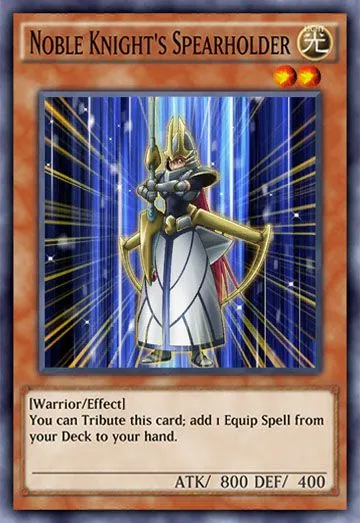 NOBLE KNIGHT'S SPEARHOLDER
光
[Warrior/Effect]
You can Tribute this card; add 1 Equip Spell from
your Deck to your hand.
ATK/ 800 DEF/ 400